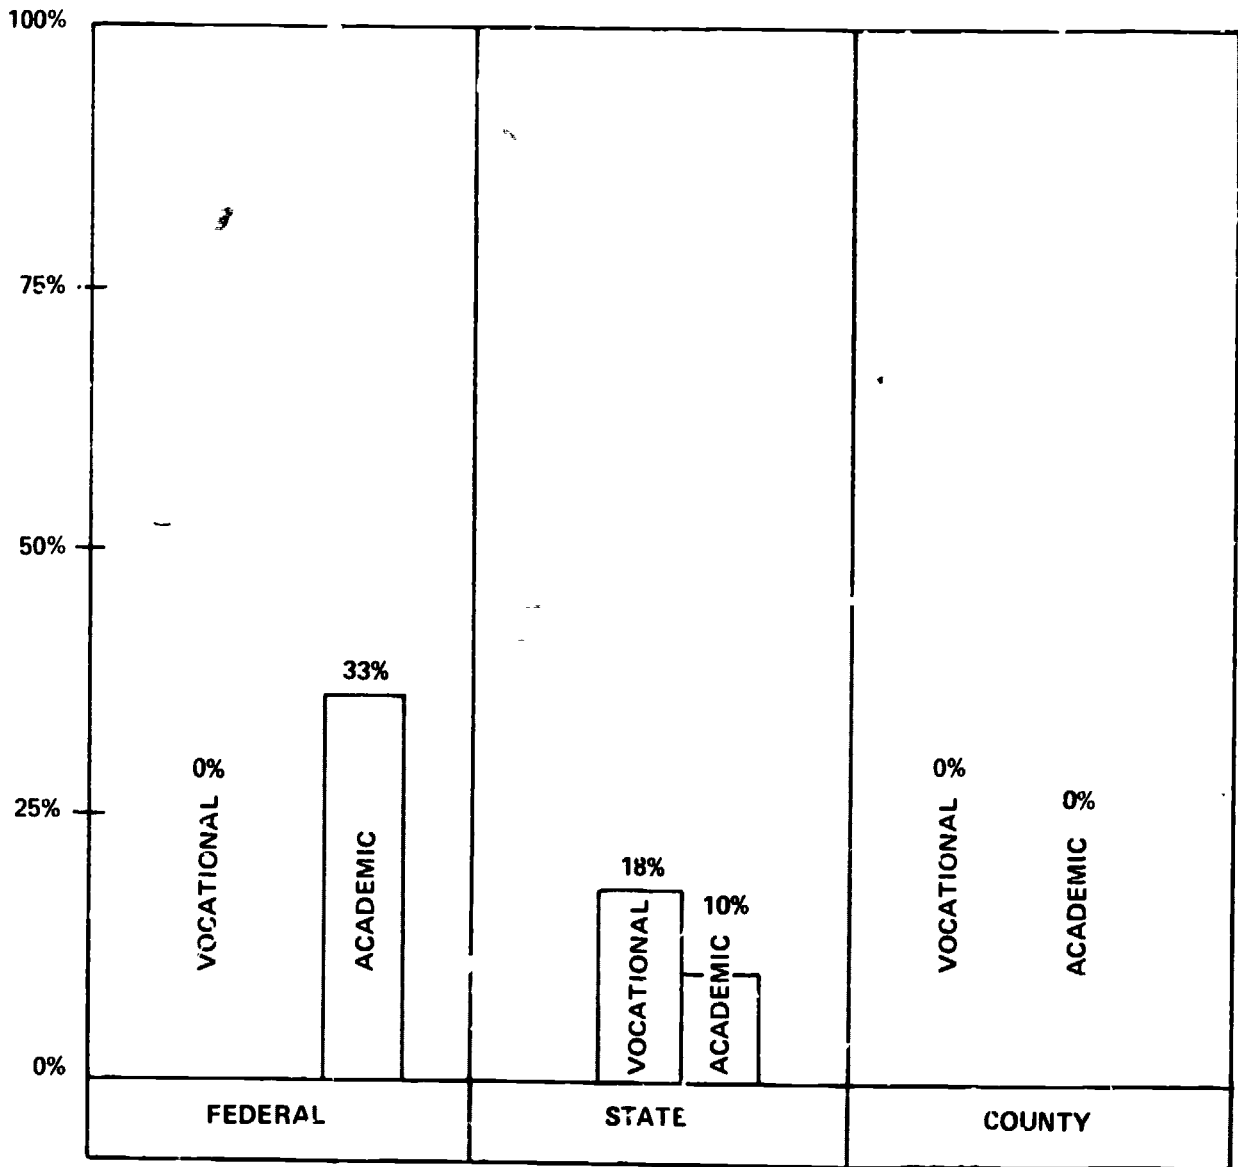 100%
75%
50%
25%
0%
33%
0%
VOCATIONAL
ACADEMIC
18%
10%
VOCATIONAL
ACADEMIC
0%
0%
VOCATIONAL
ACADEMIC
FEDERAL
STATE
COUNTY